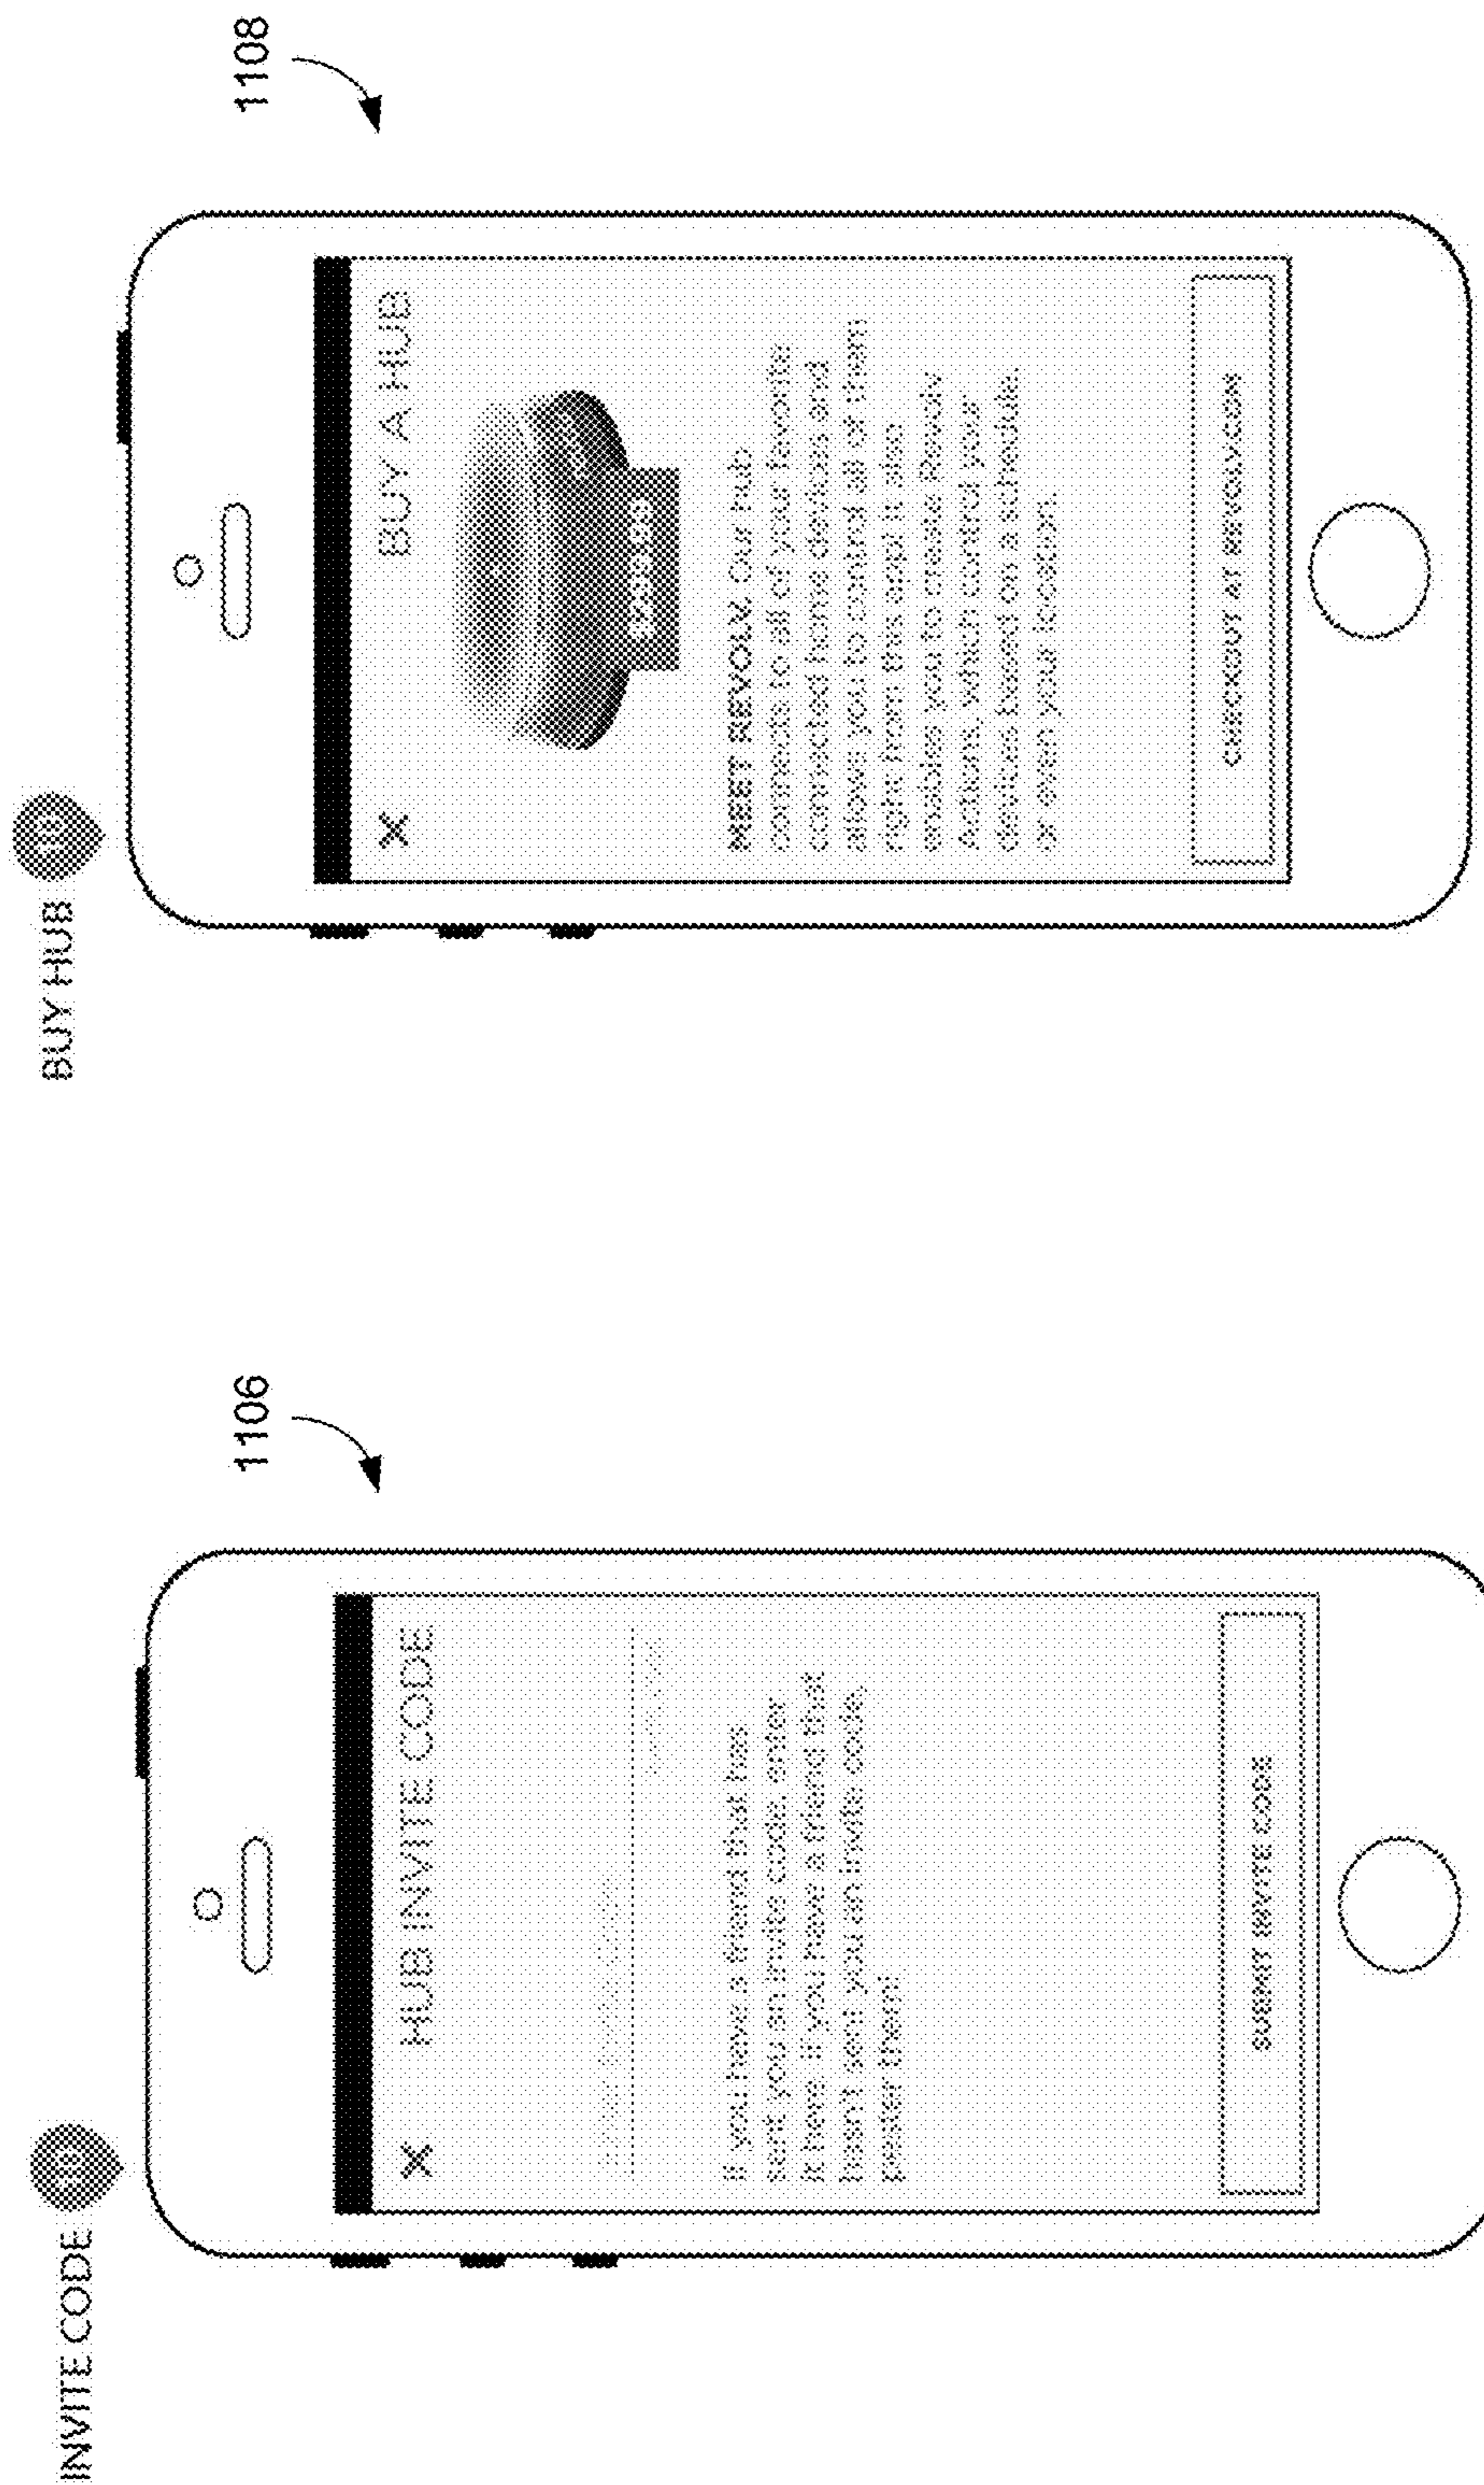 INVITE CODE
1106
HUB INVITE CODE
X
If you have a friend that has
sent you an invite code, enter
it here. If you have a friend that
hasn't sent you an invite code,
pester them!
SUBMIT INVITE CODE
BUY HUB
1108
BUY A HUB
X
MEET REVOLV. Our hub
connects to all of your favorite
connected home devices and
allows you to control all of them
right from this app! It also
enables you to create Revolv
Actions, which control your
devices based on a schedule,
or even your location.
CHECKOUT AT REVOLV.COM